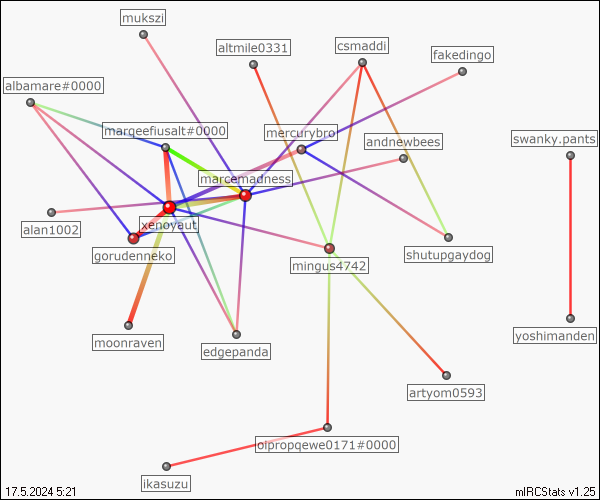 mukszi
altmile0331
csmaddi
fakedingo
albamare#0000
marqeefiusalt#0000
mercurybro
andnewbees
swanky.pants
marcemadness
alan1002
xenoyaut
gorudenneko
mingus4742
shutupgaydog
moonraven
edgepanda
yoshimanden
artyom0593
olpropqewe0171#0000
ikasuzu
17.5.2024 5:21
mIRCStats v1.25